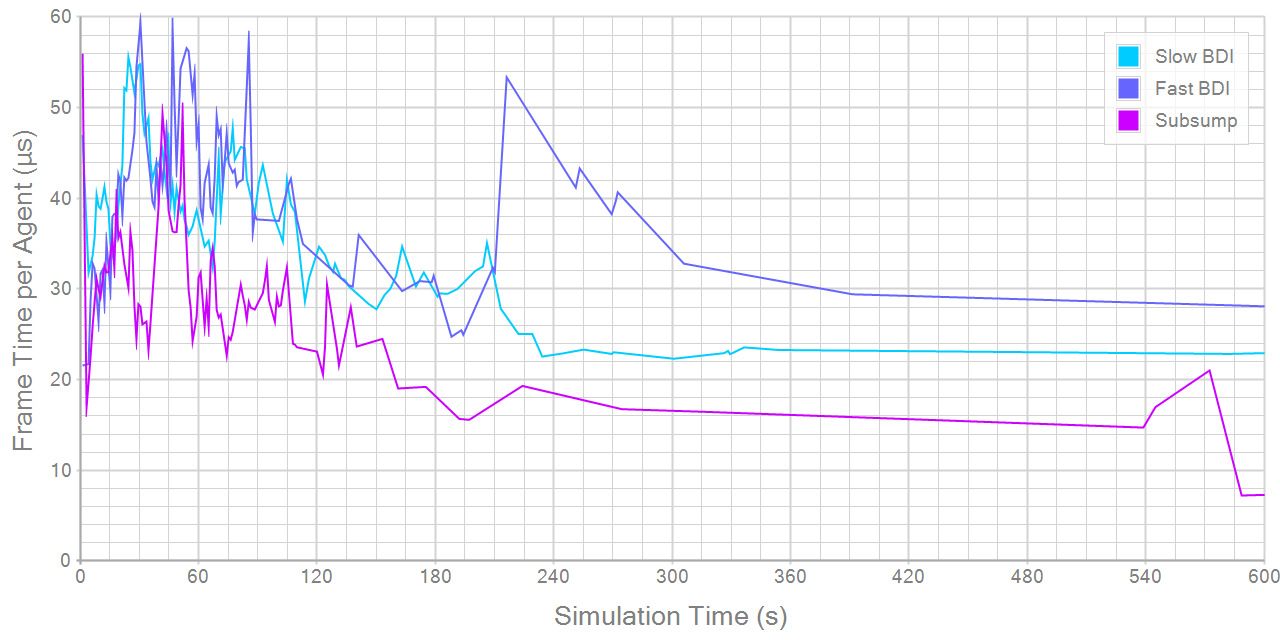 60
50
40
30
20
10
0
Frame Time per Agent (µs)
Slow BDI
Fast BDI
Subsump
0 60 120 180 240 300 360 420 480 540 600
Simulation Time (s)